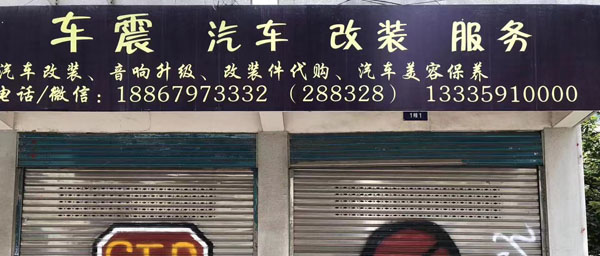 车震 汽车 改装 服务
汽车改装、音响升级、改装件代购、汽车美容保养
电话/微信：18867973332 （288328） 13335910000